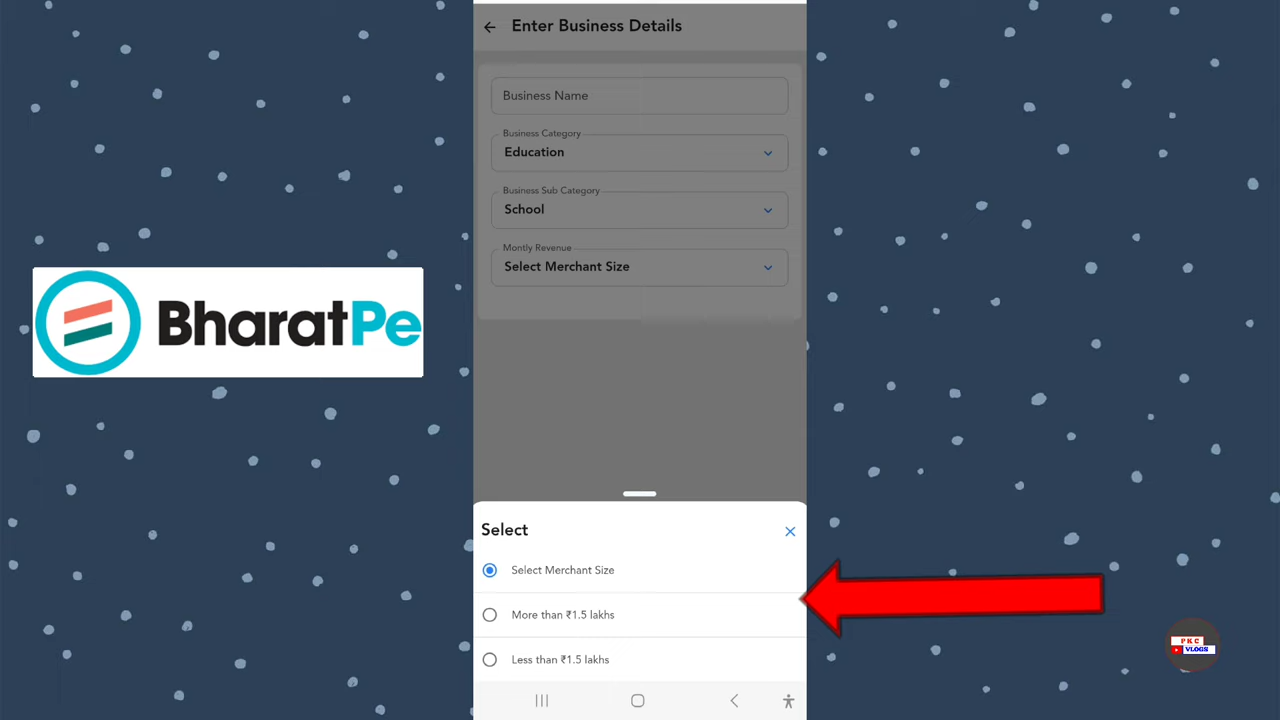 Enter Business Details
Business Name
Business Category
Education
Business Sub Category
School
Montly Revenue
Select Merchant Size
BharatPe
Select
Select Merchant Size
More than ₹1.5 lakhs
Less than ₹1.5 lakhs
PKC
VLOGS